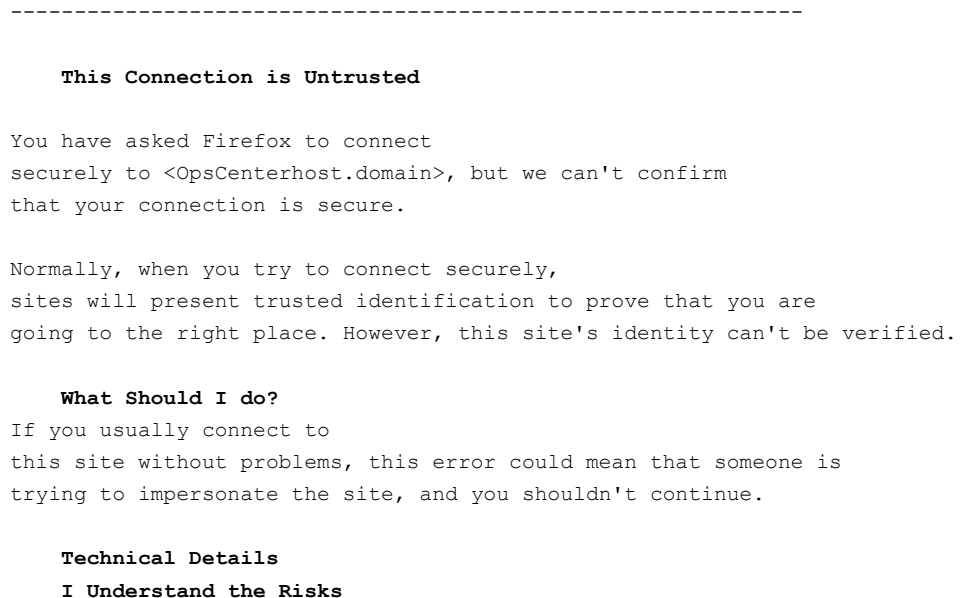 --------------------------------------------------------------
This Connection is Untrusted
You have asked Firefox to connect
securely to <OpsCenterhost.domain>, but we can't confirm
that your connection is secure.
Normally, when you try to connect securely,
sites will present trusted identification to prove that you are
going to the right place. However, this site's identity can't be verified.
What Should I do?
If you usually connect to
this site without problems, this error could mean that someone is
trying to impersonate the site, and you shouldn't continue.
Technical Details
I Understand the Risks